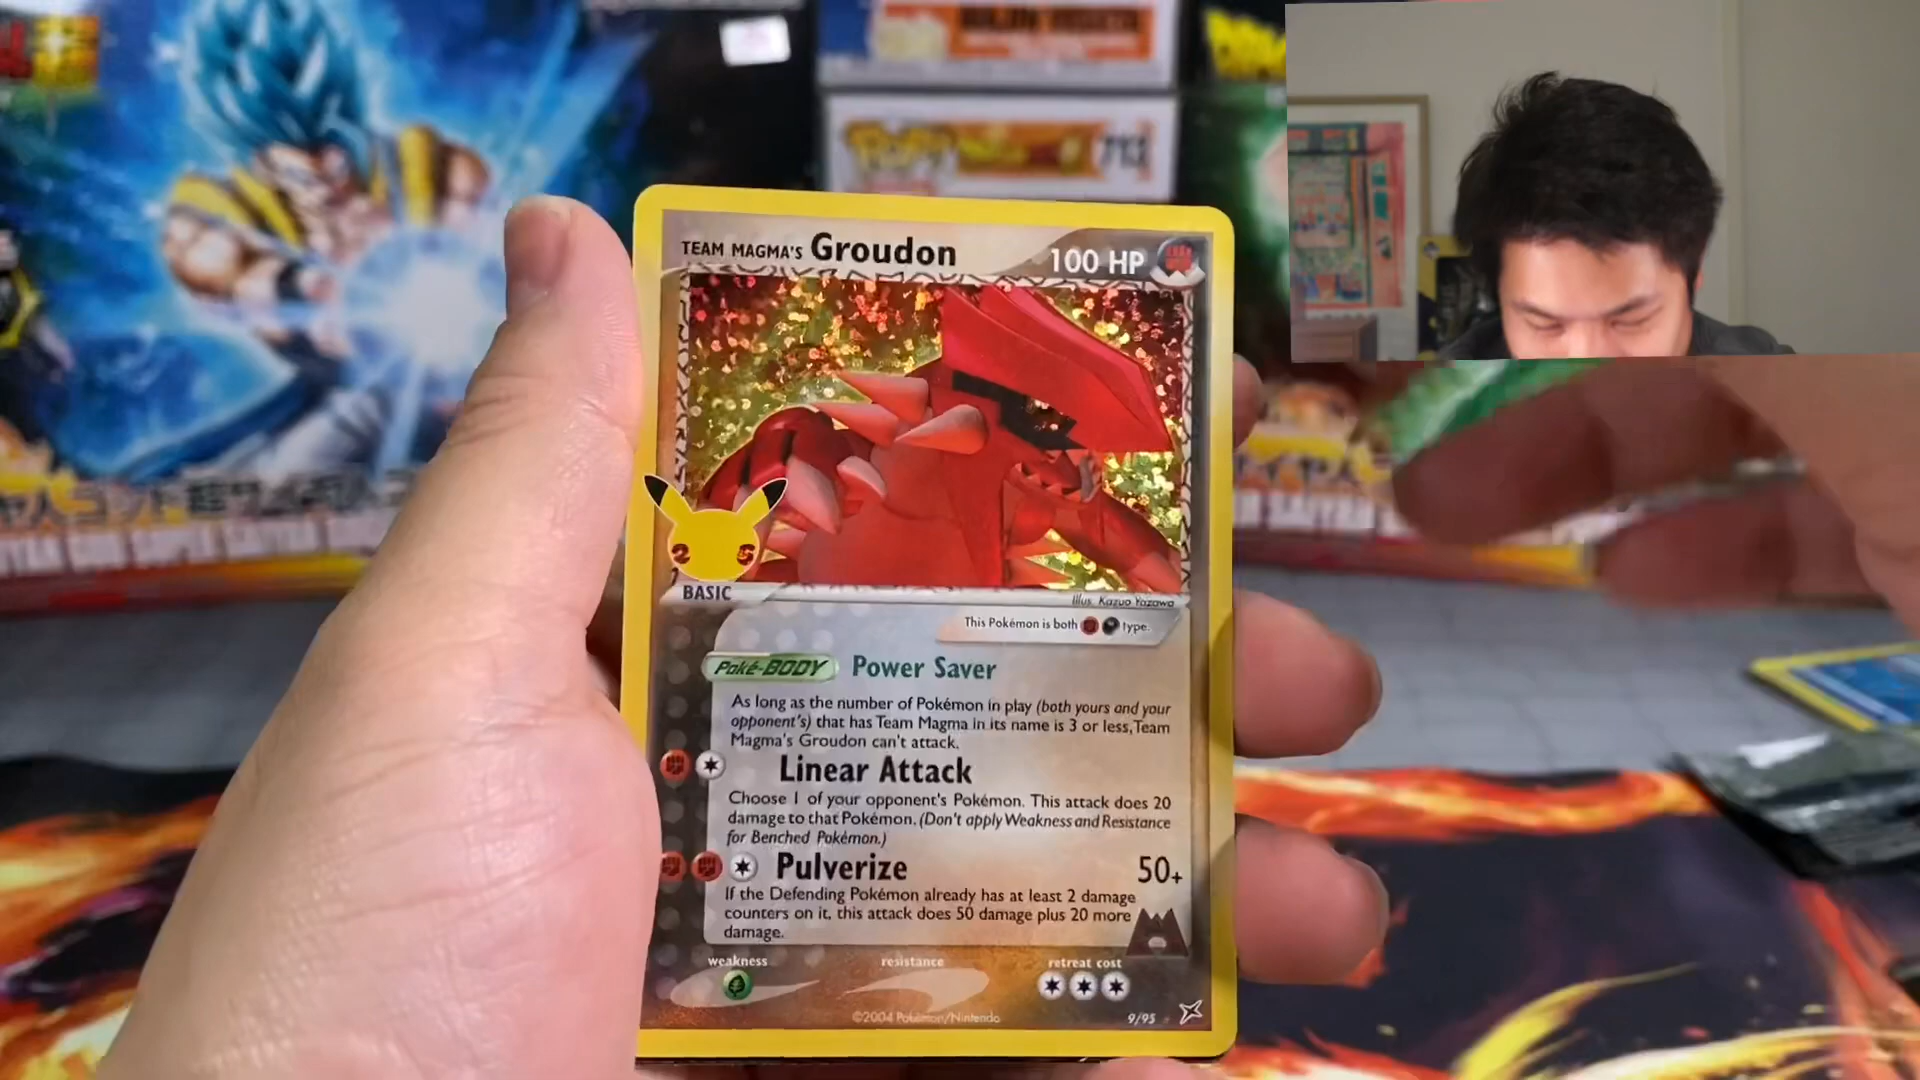 713
TEAM MAGMA'S Groudon
100 HP
25
BASIC
Illus. Kazuo Yazawa
This Pokémon is both type.
Poké-BODY Power Saver
As long as the number of Pokémon in play (both yours and your
opponent's) that has Team Magma in its name is 3 or less, Team
Magma's Groudon can't attack.
Linear Attack
Choose 1 of your opponent's Pokémon. This attack does 20
damage to that Pokémon. (Don't apply Weakness and Resistance
for Benched Pokémon.)
Pulverize 50+
If the Defending Pokémon already has at least 2 damage
counters on it, this attack does 50 damage plus 20 more
damage.
weakness resistance retreat cost
©2004 Pokémon/Nintendo
9/95
SUPER SAIYAN